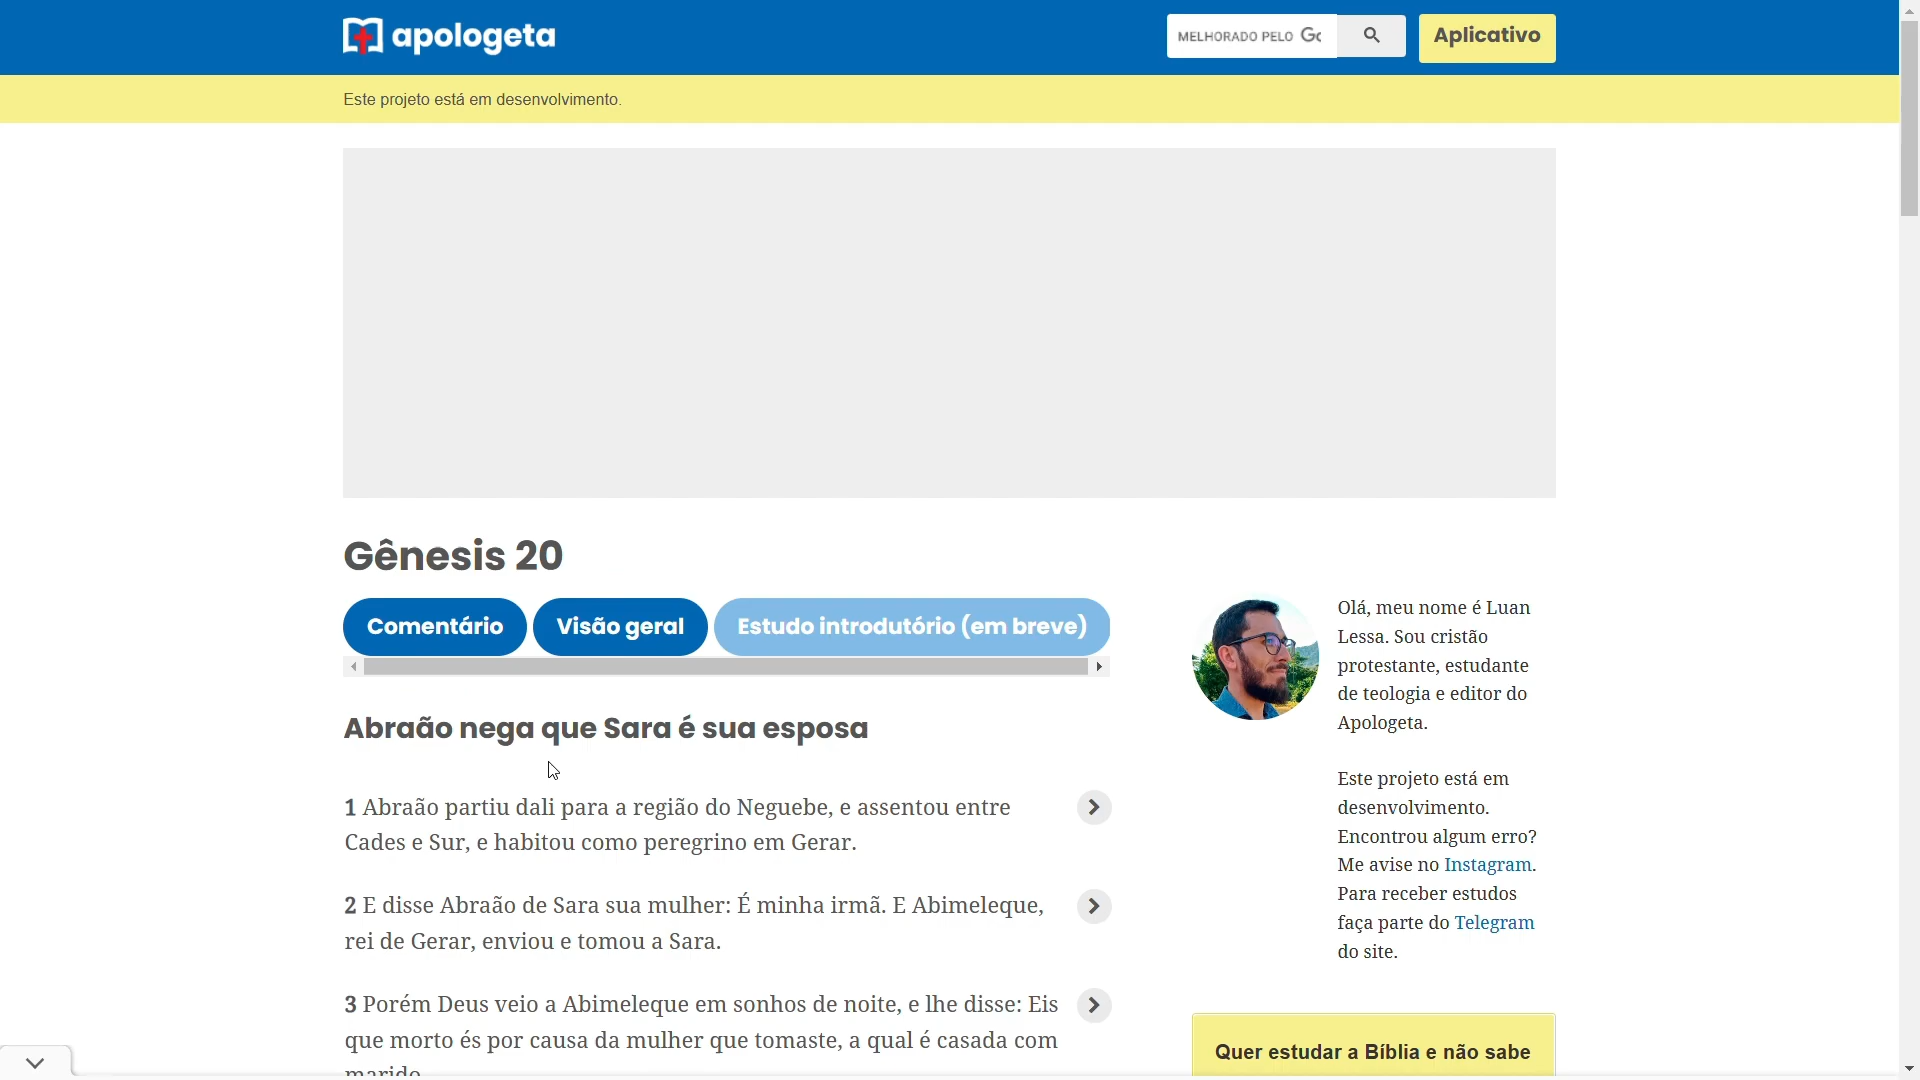 apologeta
MELHORADO PELO
Aplicativo
Este projeto está em desenvolvimento.
Gênesis 20
Comentário
Visão geral
Estudo introdutório (em breve)
Abraão nega que Sara é sua esposa
1 Abraão partiu dali para a região do Neguebe, e assentou entre
Cades e Sur, e habitou como peregrino em Gerar.
2 E disse Abraão de Sara sua mulher: É minha irmã. E Abimeleque,
rei de Gerar, enviou e tomou a Sara.
3 Porém Deus veio a Abimeleque em sonhos de noite, e lhe disse: Eis
que morto és por causa da mulher que tomaste, a qual é casada com
marido.
Olá, meu nome é Luan
Lessa. Sou cristão
protestante, estudante
de teologia e editor do
Apologeta.
Este projeto está em
desenvolvimento.
Encontrou algum erro?
Me avise no Instagram.
Para receber estudos
faça parte do Telegram
do site.
Quer estudar a Bíblia e não sabe